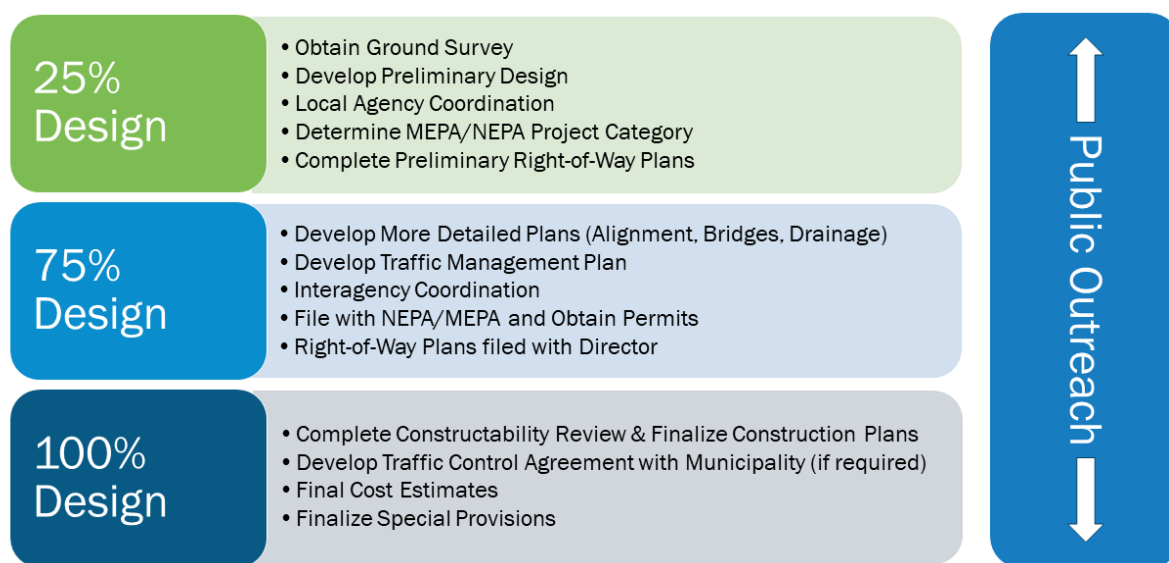 25%
Design
• Obtain Ground Survey
• Develop Preliminary Design
• Local Agency Coordination
• Determine MEPA/NEPA Project Category
• Complete Preliminary Right-of-Way Plans
75%
Design
• Develop More Detailed Plans (Alignment, Bridges, Drainage)
• Develop Traffic Management Plan
• Interagency Coordination
• File with NEPA/MEPA and Obtain Permits
• Right-of-Way Plans filed with Director
100%
Design
• Complete Constructability Review & Finalize Construction Plans
• Develop Traffic Control Agreement with Municipality (if required)
• Final Cost Estimates
• Finalize Special Provisions
Public Outreach